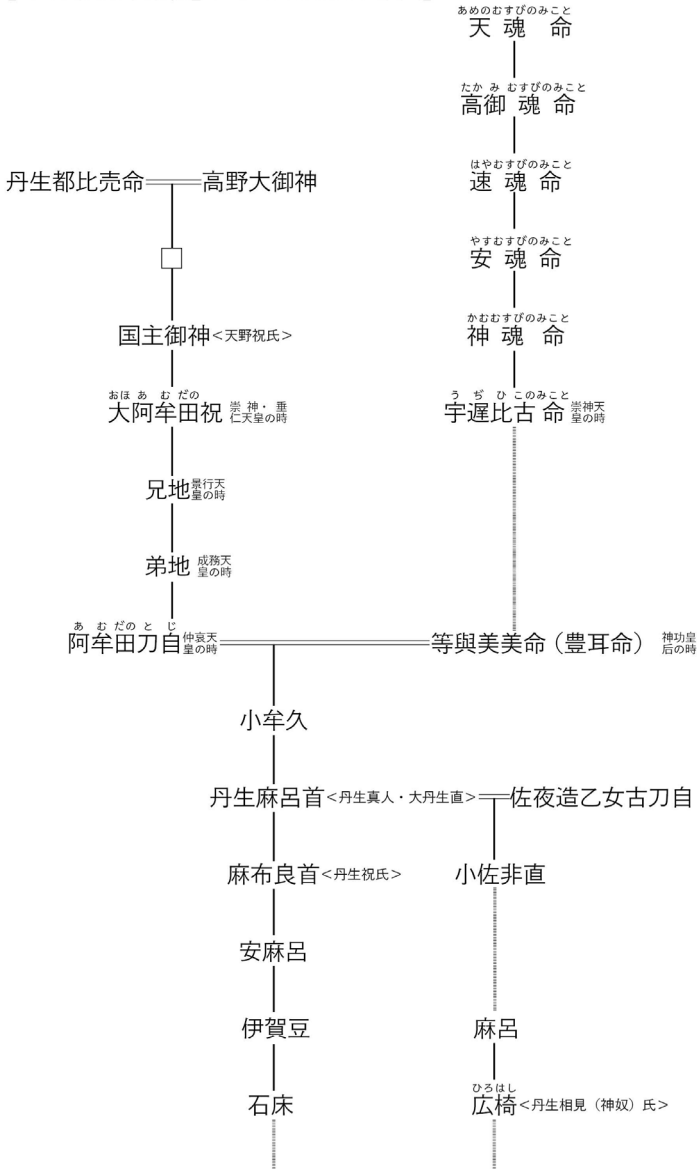 あめのむすびのみこと
天魂命
たかみむすびのみこと
高御魂命
はやむすびのみこと
速魂命
丹生都比売命 高野大御神
やすむすびのみこと
安魂命
国主御神<天野祝氏>
かむむすびのみこと
神魂命
おほあむだの
大阿牟田祝 崇神・垂
仁天皇の時
うぢひこのみこと
宇遅比古命 崇神天
皇の時
兄地 景行天
皇の時
弟地 成務天
皇の時
あむだのとじ
阿牟田刀自 仲哀天
皇の時
等與美美命(豊耳命) 神功皇
后の時
小牟久
丹生麻呂首<丹生真人・大丹生直> 佐夜造乙女古刀自
麻布良首<丹生祝氏>
小佐非直
安麻呂
伊賀豆
麻呂
石床
ひろはし
広椅<丹生相見(神奴)氏>